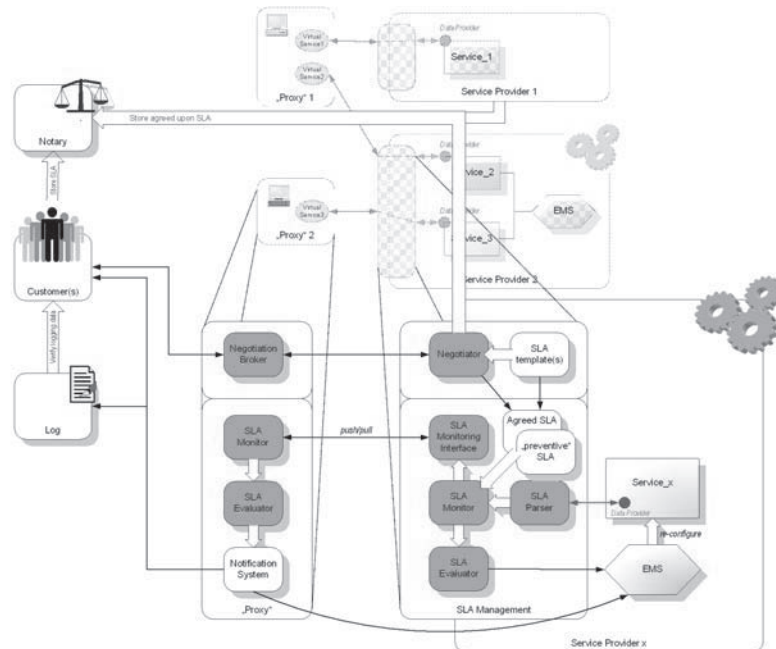 Virtual
Service1
Virtual
Service2
„Proxy“ 1
DataProvider
Service_1
Service Provider 1
Store agreed upon SLA
Notary
Store SLA
Customer(s)
Verify logging data
Log
Virtual
Service3
„Proxy“ 2
Data Provider
Service_2
Data Provider
Service_3
EMS
Service Provider 2
Negotiation
Broker
Negotiator
SLA
template(s)
SLA
Monitor
push/pull
SLA
Monitoring
Interface
Agreed SLA
„preventive“
SLA
SLA
Evaluator
SLA
Monitor
SLA
Parser
Service_x
Data Provider
re-configure
Notification
System
SLA
Evaluator
EMS
„Proxy“
SLA Management
Service Provider x